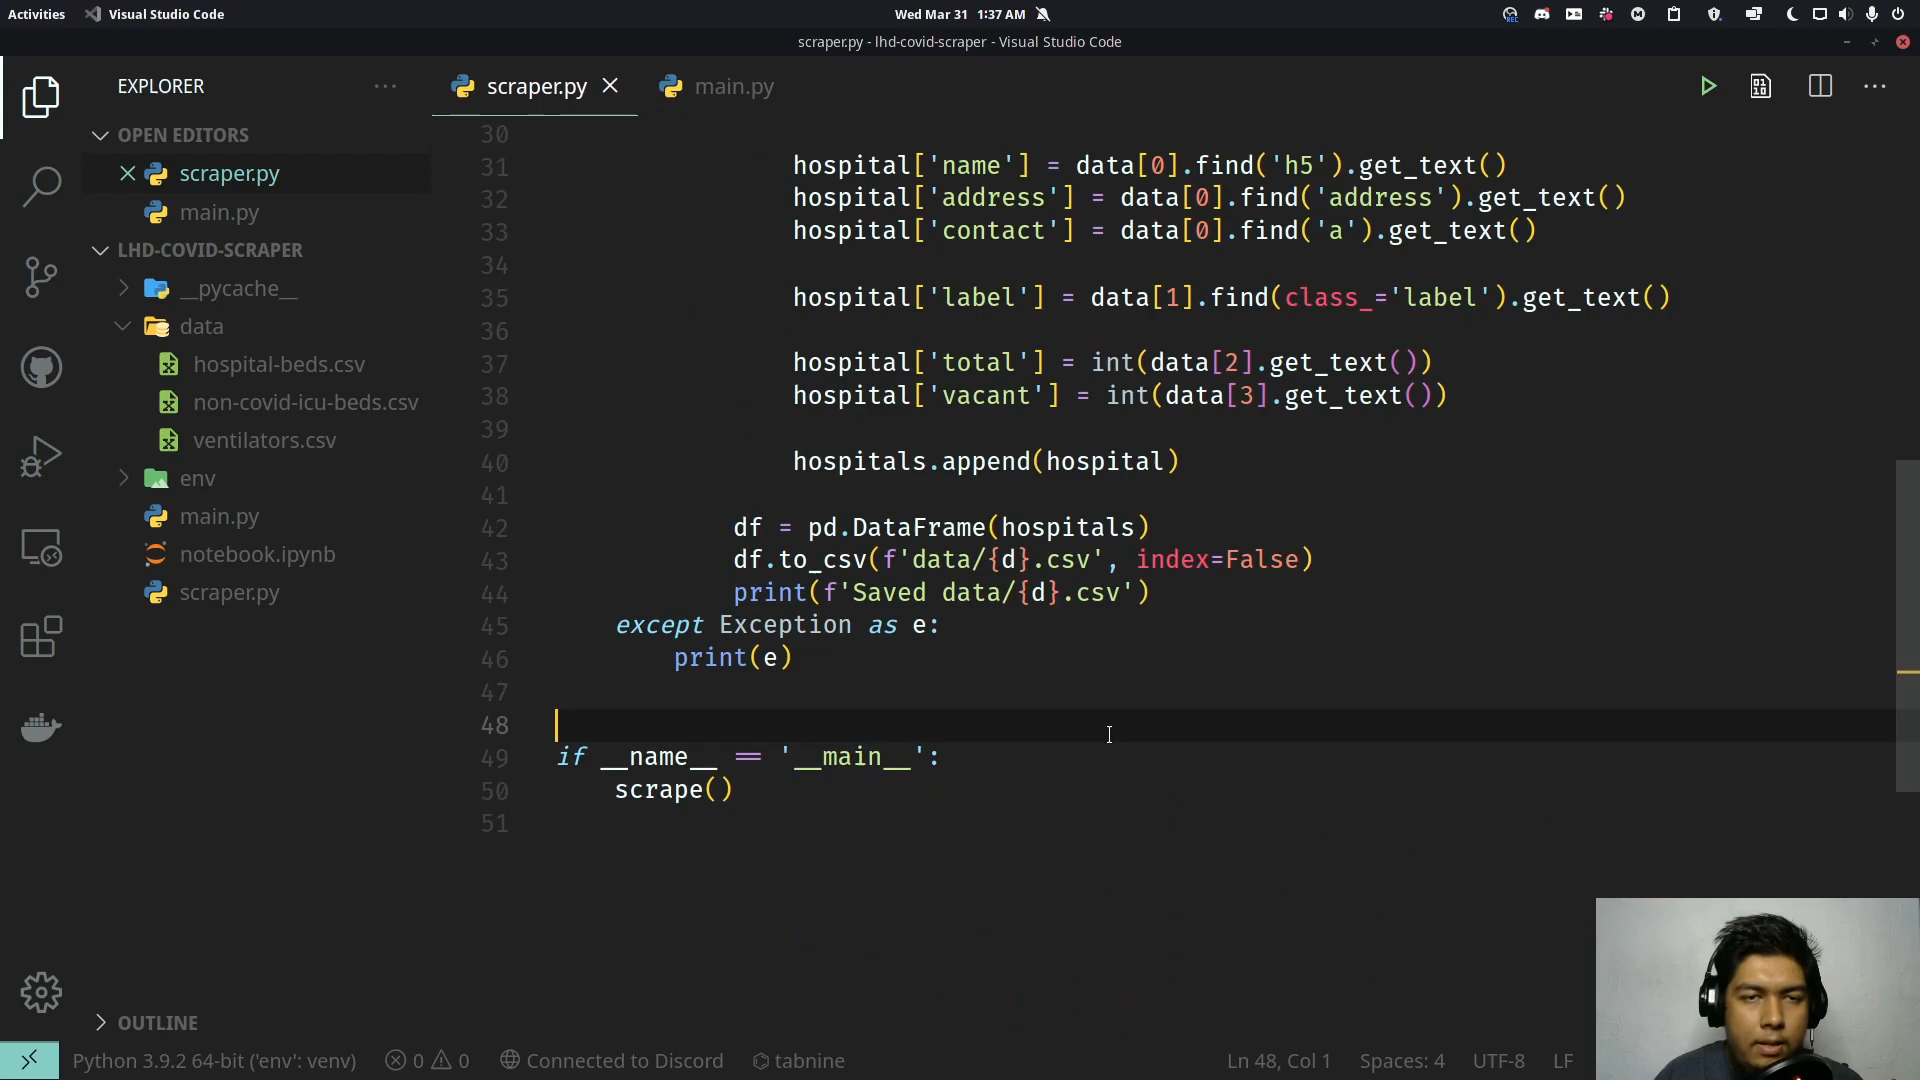 Activities
Visual Studio Code
Wed Mar 31 1:37 AM
scraper.py - lhd-covid-scraper - Visual Studio Code
EXPLORER
OPEN EDITORS
scraper.py
main.py
LHD-COVID-SCRAPER
__pycache__
data
hospital-beds.csv
non-covid-icu-beds.csv
ventilators.csv
env
main.py
notebook.ipynb
scraper.py
OUTLINE
scraper.py
main.py
30
31 hospital['name'] = data[0].find('h5').get_text()
32 hospital['address'] = data[0].find('address').get_text()
33 hospital['contact'] = data[0].find('a').get_text()
34
35 hospital['label'] = data[1].find(class_='label').get_text()
36
37 hospital['total'] = int(data[2].get_text())
38 hospital['vacant'] = int(data[3].get_text())
39
40 hospitals.append(hospital)
41
42 df = pd.DataFrame(hospitals)
43 df.to_csv(f'data/{d}.csv', index=False)
44 print(f'Saved data/{d}.csv')
45 except Exception as e:
46 print(e)
47
48
49 if __name__ == '__main__':
50 scrape()
51
Python 3.9.2 64-bit ('env': venv)
0
0
Connected to Discord
tabnine
Ln 48, Col 1
Spaces: 4
UTF-8
LF